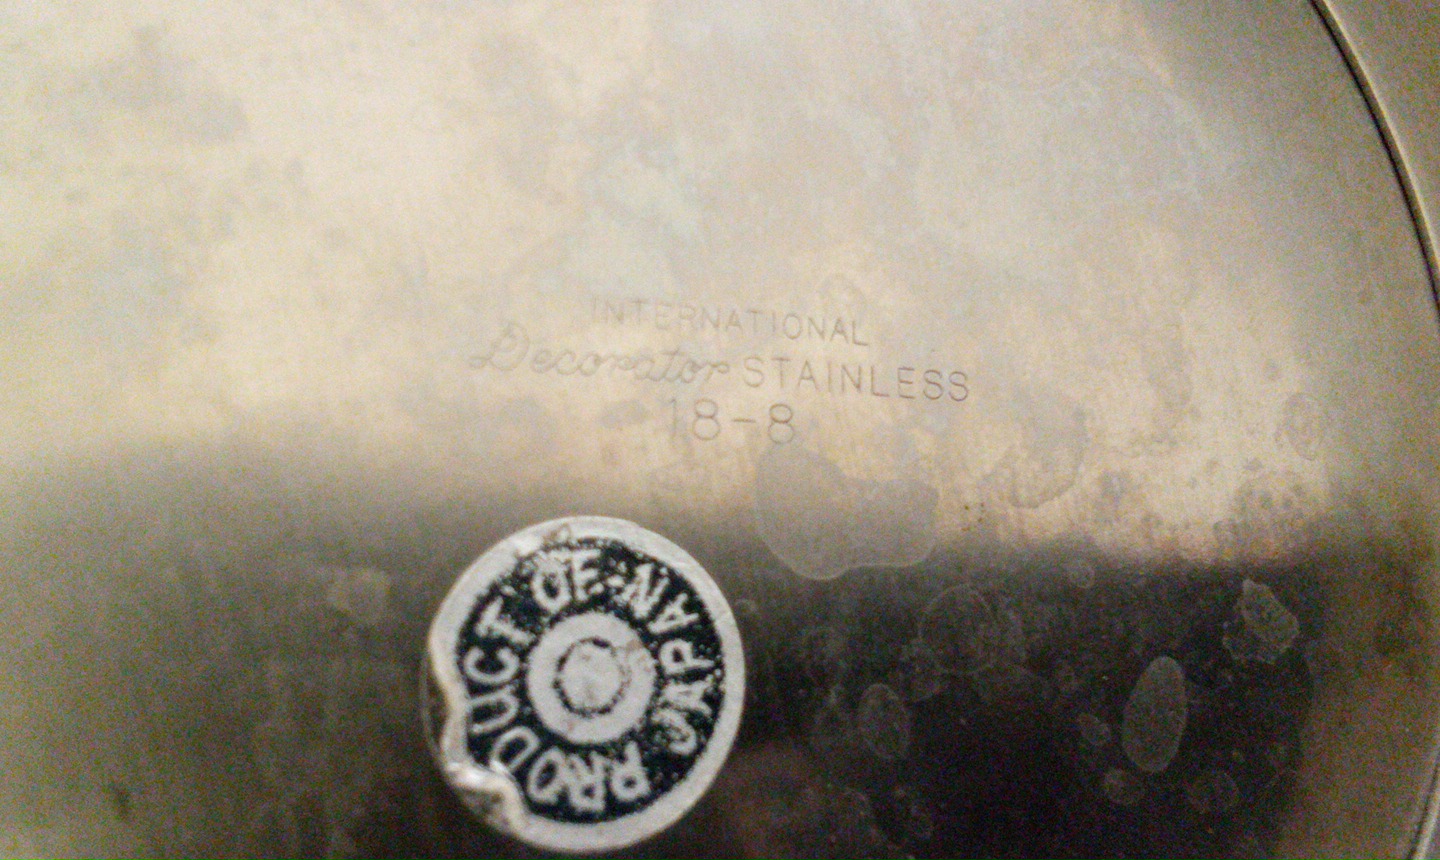 INTERNATIONAL
Decorator STAINLESS
18-8
PRODUCT OF JAPAN